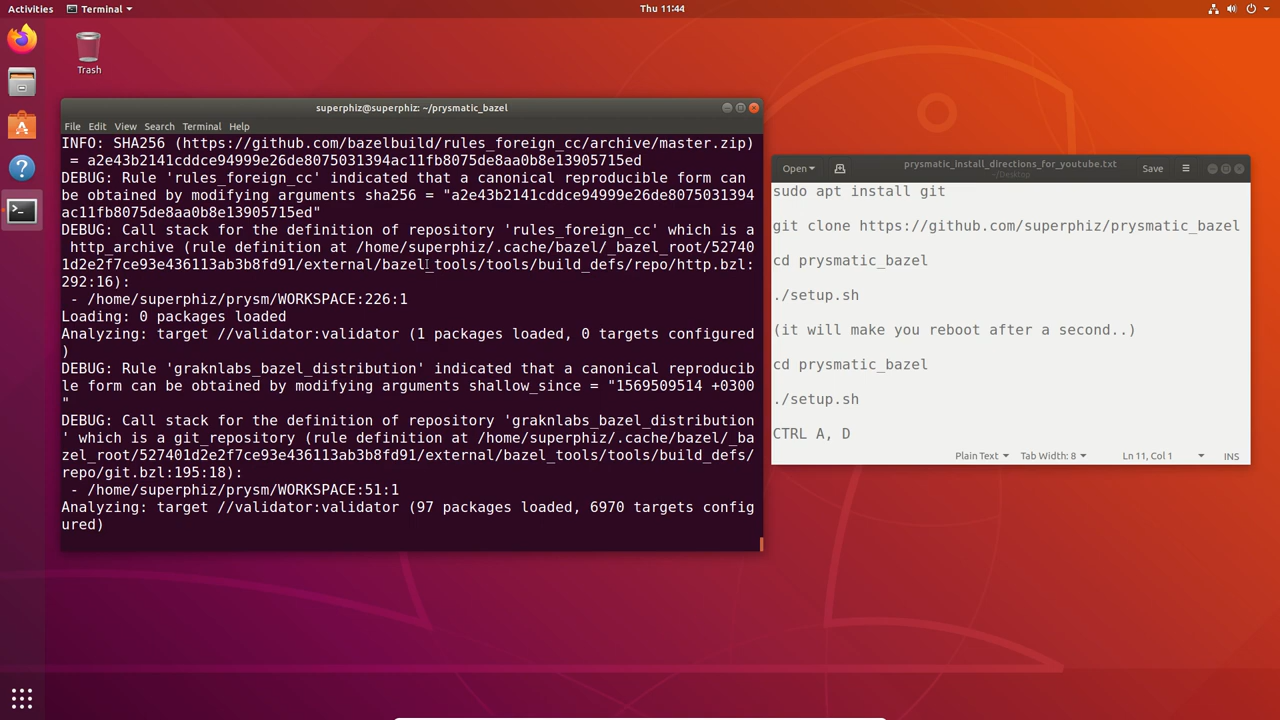 Activities
Terminal
Thu 11:44
Trash
superphiz@superphiz: ~/prysmatic_bazel
File Edit View Search Terminal Help
INFO: SHA256 (https://github.com/bazelbuild/rules_foreign_cc/archive/master.zip)
 = a2e43b2141cddce94999e26de8075031394ac11fb8075de8aa0b8e13905715ed
DEBUG: Rule 'rules_foreign_cc' indicated that a canonical reproducible form can
be obtained by modifying arguments sha256 = "a2e43b2141cddce94999e26de8075031394
ac11fb8075de8aa0b8e13905715ed"
DEBUG: Call stack for the definition of repository 'rules_foreign_cc' which is a
 http_archive (rule definition at /home/superphiz/.cache/bazel/_bazel_root/52740
1d2e2f7ce93e436113ab3b8fd91/external/bazel_tools/tools/build_defs/repo/http.bzl:
292:16):
 - /home/superphiz/prysm/WORKSPACE:226:1
Loading: 0 packages loaded
Analyzing: target //validator:validator (1 packages loaded, 0 targets configured
)
DEBUG: Rule 'graknlabs_bazel_distribution' indicated that a canonical reproducib
le form can be obtained by modifying arguments shallow_since = "1569509514 +0300
"
DEBUG: Call stack for the definition of repository 'graknlabs_bazel_distribution
' which is a git_repository (rule definition at /home/superphiz/.cache/bazel/_ba
zel_root/527401d2e2f7ce93e436113ab3b8fd91/external/bazel_tools/tools/build_defs/
repo/git.bzl:195:18):
 - /home/superphiz/prysm/WORKSPACE:51:1
Analyzing: target //validator:validator (97 packages loaded, 6970 targets config
ured)
Open
prysmatic_install_directions_for_youtube.txt
~/Desktop
Save
sudo apt install git
git clone https://github.com/superphiz/prysmatic_bazel
cd prysmatic_bazel
./setup.sh
(it will make you reboot after a second..)
cd prysmatic_bazel
./setup.sh
CTRL A, D
Plain Text Tab Width: 8 Ln 11, Col 1 INS